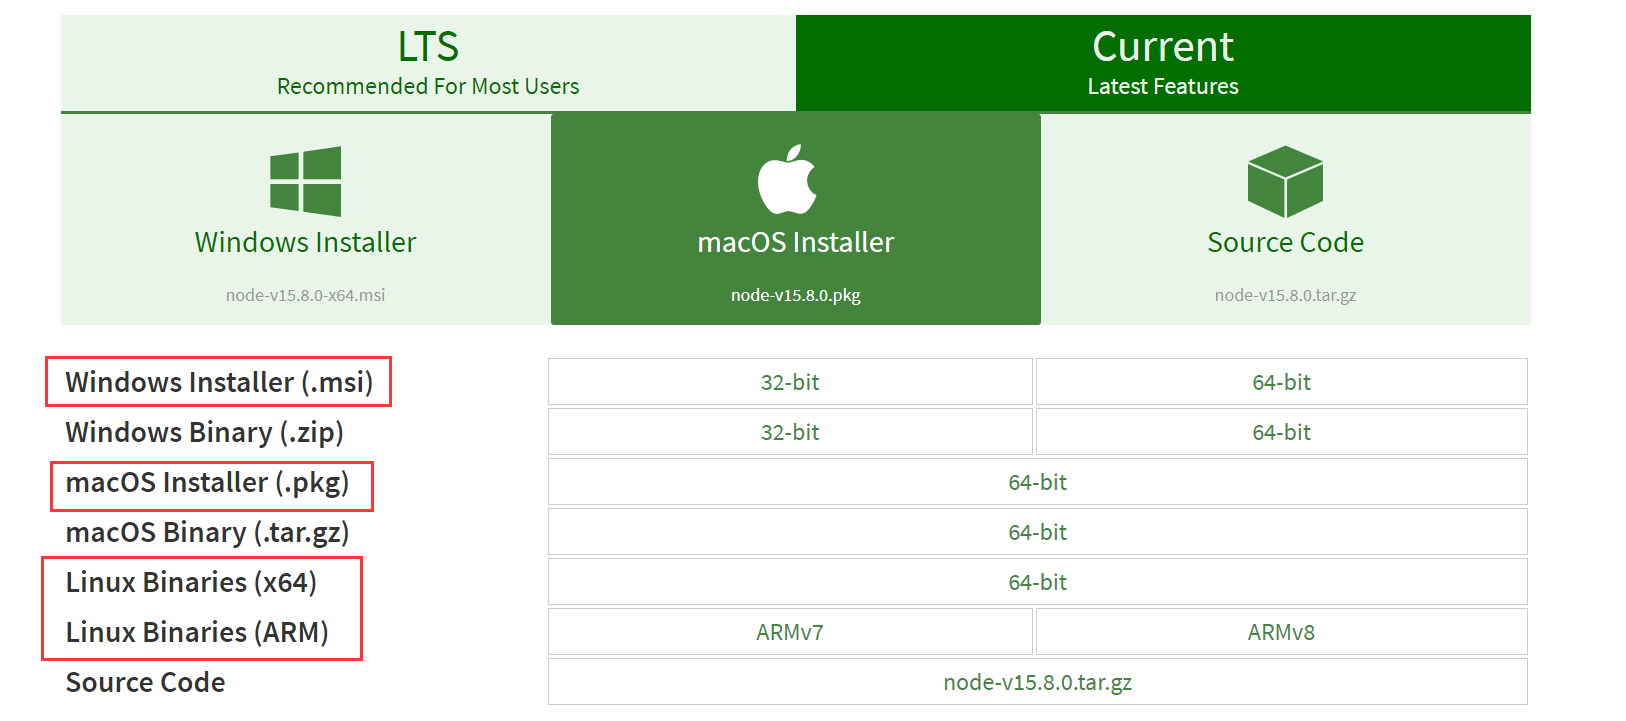 LTS
Recommended For Most Users
Current
Latest Features
Windows Installer
node-v15.8.0-x64.msi
macOS Installer
node-v15.8.0.pkg
Source Code
node-v15.8.0.tar.gz
Windows Installer (.msi) 32-bit 64-bit
Windows Binary (.zip) 32-bit 64-bit
macOS Installer (.pkg) 64-bit
macOS Binary (.tar.gz) 64-bit
Linux Binaries (x64) 64-bit
Linux Binaries (ARM) ARMv7 ARMv8
Source Code node-v15.8.0.tar.gz